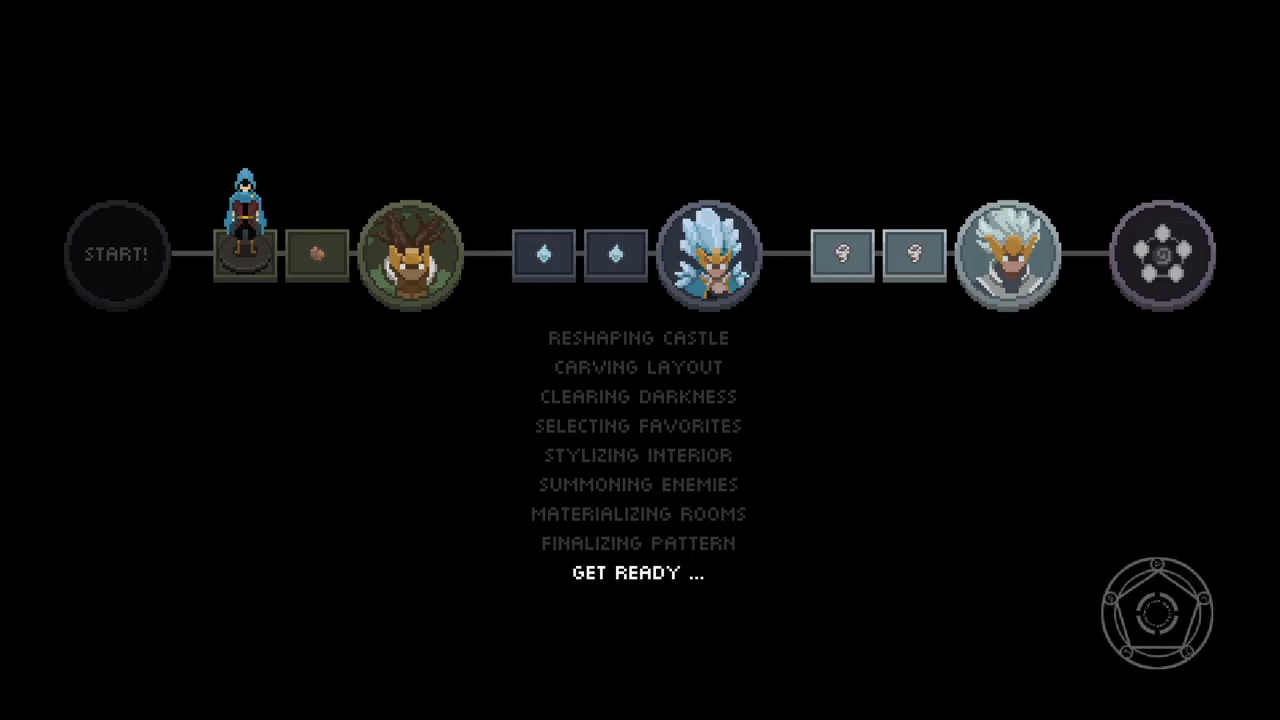 START!
RESHAPING CASTLE
CARVING LAYOUT
CLEARING DARKNESS
SELECTING FAVORITES
STYLIZING INTERIOR
SUMMONING ENEMIES
MATERIALIZING ROOMS
FINALIZING PATTERN
GET READY ...